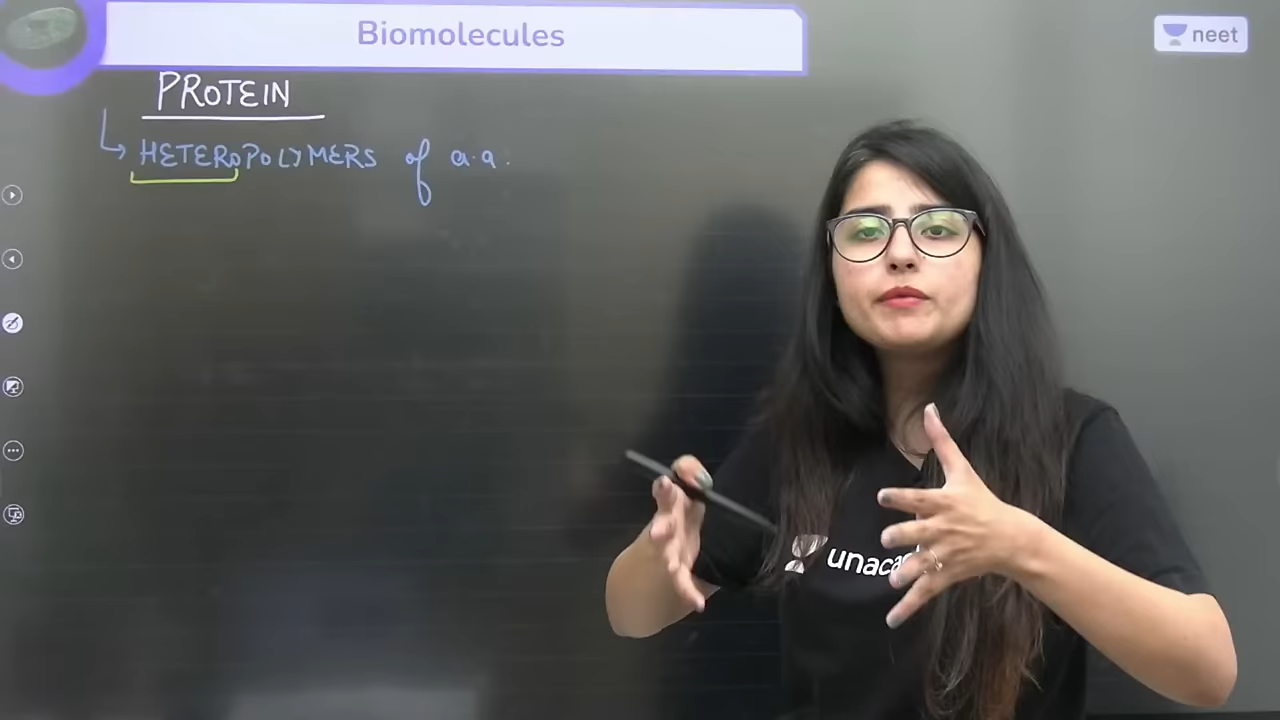 Biomolecules
neet
PROTEIN
HETEROPOLYMERS of a.a.
unaca